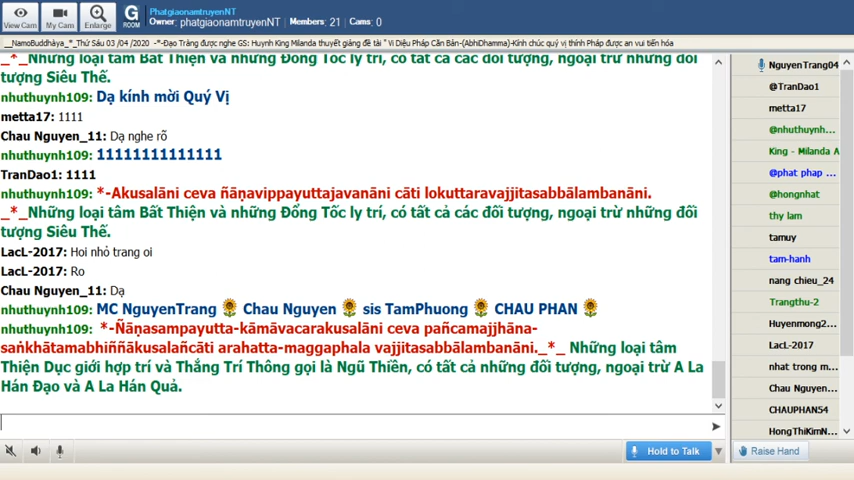 View Cam
My Cam
Enlarge
G
ROOM
PhatgiaonamtruyenNT
Owner: phatgiaonamtruyenNT | Members: 21 | Cams: 0
__NamoBuddhàya_*_Thứ Sáu 03 /04 /2020 -*-Đạo Tràng được nghe GS: Huynh King Milanda thuyết giảng đề tài " Vi Diệu Pháp Căn Bản-(AbhiDhamma)-Kính chúc quý vị thính Pháp được an vui tiến hóa
_*_Những loại tâm Bất Thiện và những Đổng Tốc ly trí, có tất cả các đối tượng, ngoại trừ những đối
tượng Siêu Thế.
nhuthuynh109: Dạ kính mời Quý Vị
metta17: 1111
Chau Nguyen_11: Dạ nghe rõ
nhuthuynh109: 11111111111111
TranDao1: 1111
nhuthuynh109: *-Akusalāni ceva ñāṇavippayuttajavanāni cāti lokuttaravajjitasabbālambanāni.
_*_Những loại tâm Bất Thiện và những Đổng Tốc ly trí, có tất cả các đối tượng, ngoại trừ những đối
tượng Siêu Thế.
LacL-2017: Hoi nhỏ trang oi
LacL-2017: Ro
Chau Nguyen_11: Dạ
nhuthuynh109: MC NguyenTrang Chau Nguyen sis TamPhuong CHAU PHAN
nhuthuynh109: *-Ñāṇasampayutta-kāmāvacarakusalāni ceva pañcamajjhāna-
saṅkhātamabhiññākusalañcāti arahatta-maggaphala vajjitasabbālambanāni._*_ Những loại tâm
Thiện Dục giới hợp trí và Thắng Trí Thông gọi là Ngũ Thiền, có tất cả những đối tượng, ngoại trừ A La
Hán Đạo và A La Hán Quả.
Hold to Talk
NguyenTrang04
@TranDao1
metta17
@nhuthuynh...
King - Milanda A
@phat phap ...
@hongnhat
thy lam
tamuy
tam-hanh
nang chieu_24
Trangthu-2
Huyenmong2...
LacL-2017
nhat trong m...
Chau Nguyen...
CHAUPHAN54
HongThiKimN...
Raise Hand